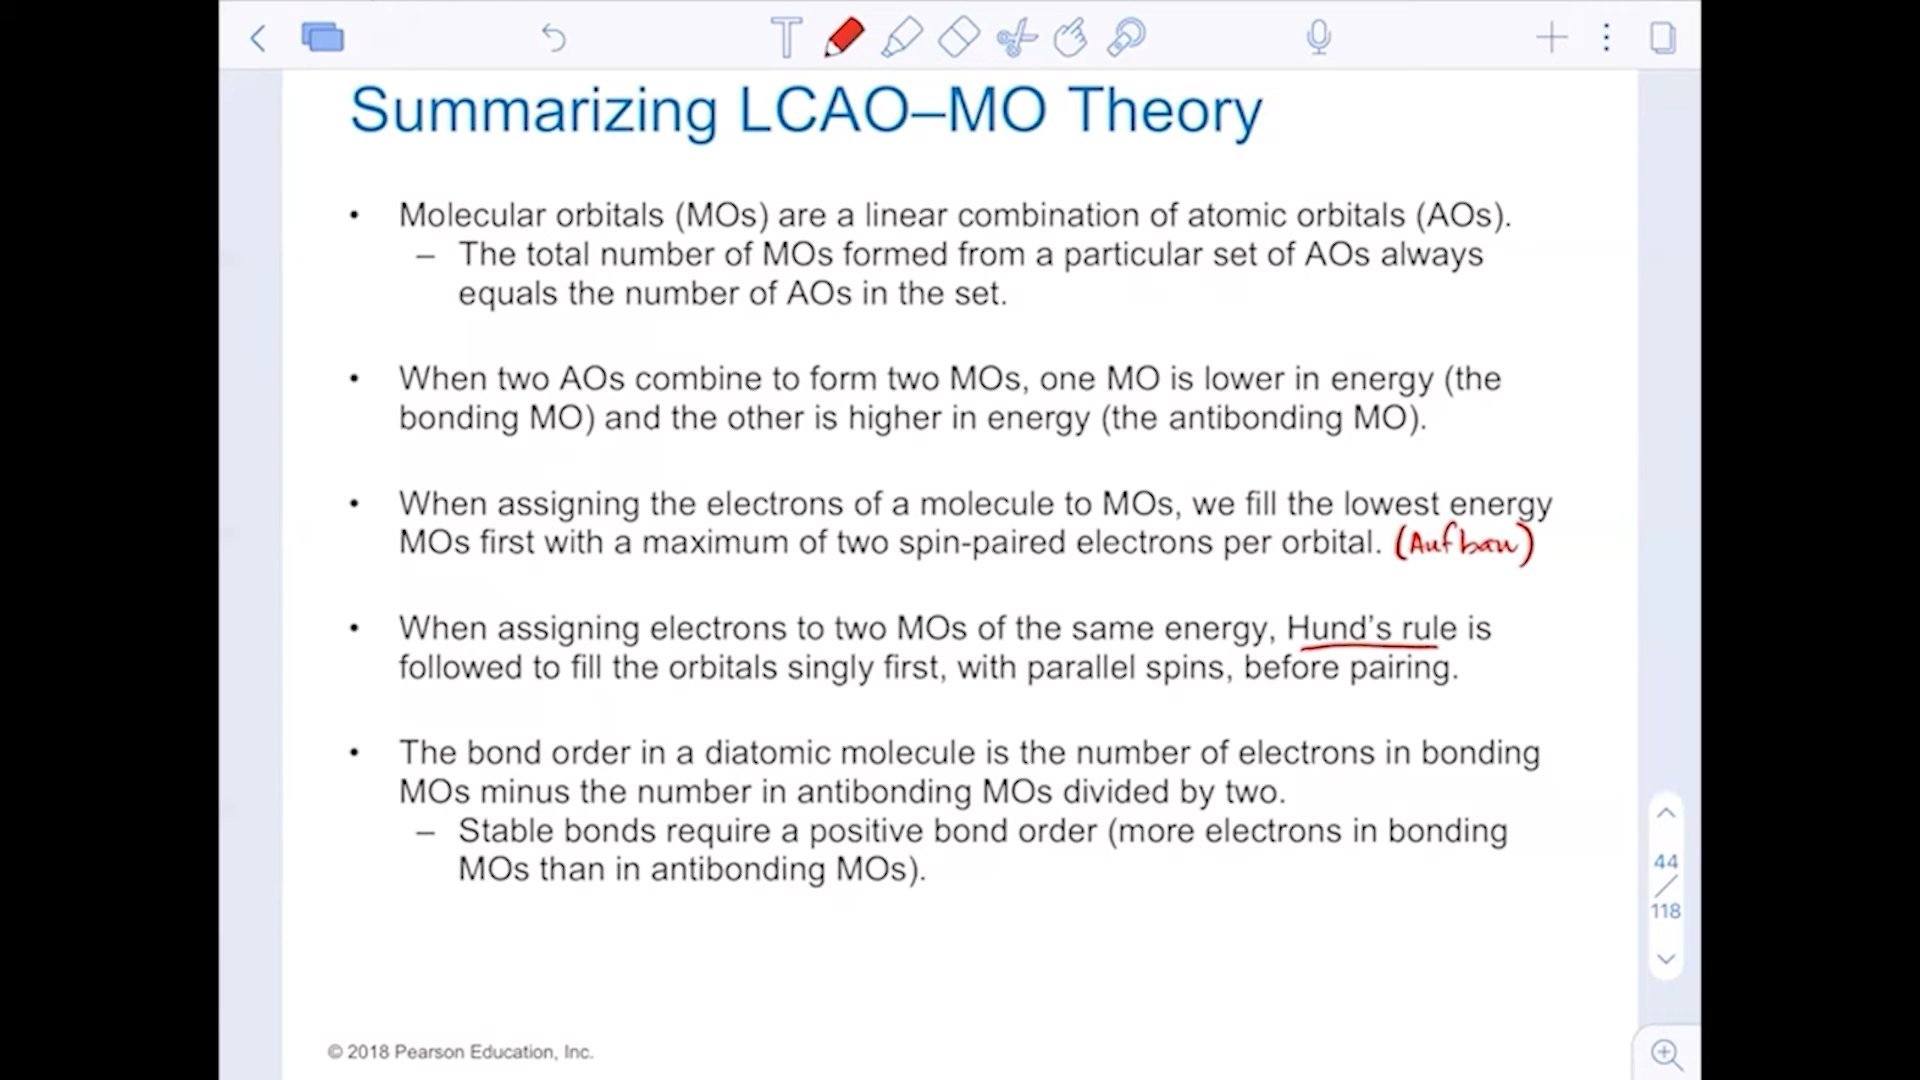 T
Summarizing LCAO–MO Theory
• Molecular orbitals (MOs) are a linear combination of atomic orbitals (AOs).
– The total number of MOs formed from a particular set of AOs always
equals the number of AOs in the set.
• When two AOs combine to form two MOs, one MO is lower in energy (the
bonding MO) and the other is higher in energy (the antibonding MO).
• When assigning the electrons of a molecule to MOs, we fill the lowest energy
MOs first with a maximum of two spin-paired electrons per orbital. (Aufbau)
• When assigning electrons to two MOs of the same energy, Hund's rule is
followed to fill the orbitals singly first, with parallel spins, before pairing.
• The bond order in a diatomic molecule is the number of electrons in bonding
MOs minus the number in antibonding MOs divided by two.
– Stable bonds require a positive bond order (more electrons in bonding
MOs than in antibonding MOs).
44
/
118
© 2018 Pearson Education, Inc.